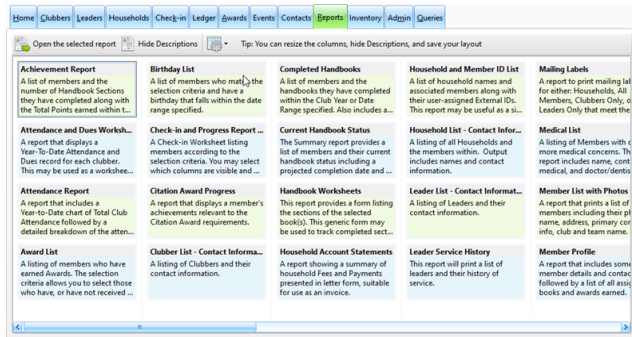 Home Clubbers Leaders Households Check-in Ledger Awards Events Contacts Reports Inventory Admin Queries
Open the selected report Hide Descriptions Tip: You can resize the columns, hide Descriptions, and save your layout
Achievement Report
A list of members and the
number of Handbook Sections
they have completed along with
the Total Points earned within t...
Birthday List
A list of members who match the
selection criteria and have a
birthday that falls within the date
range specified.
Completed Handbooks
A list of members and the
handbooks they have completed
within the Club Year or Date
Range specified. Also includes a...
Household and Member ID List
A list of household names and
associated members along with
their user-assigned External IDs.
This report may be useful as a si...
Mailing Labels
A report to print mailing lab
for either: Households, All
Members, Clubbers Only, o
Leaders Only that meet the
Attendance and Dues Worksh...
A report that displays a
Year-To-Date Attendance and
Dues record for each clubber.
This may be used as a workshee...
Check-in and Progress Report ...
A Check-in Worksheet listing
members according to the
selection criteria. You may select
which columns are visible and ...
Current Handbook Status
The Summary report provides a
list of members and their current
handbook status including a
projected completion date and ...
Household List - Contact Infor...
A listing of all Households and
the members within. Output
includes names and contact
information.
Medical List
A listing of Members with o
more medical concerns. Th
report includes name, cont
medical, and doctor/dentis
Attendance Report
A report that includes a
Year-to-Date chart of Total Club
Attendance followed by a
detailed breakdown of the atten...
Citation Award Progress
A report that displays a member's
achievements relevant to the
Citation Award requirements.
Handbook Worksheets
This report provides a form listing
the sections of the selected
book(s). This generic form may
be used to track completed sect...
Leader List - Contact Informat...
A listing of Leaders and their
contact information.
Member List with Photos
A report that prints a list of
members including their pl
name, address, primary con
info, club and team name.
Award List
A listing of members who have
earned Awards. The selection
criteria allows you to select those
who have, or have not received ...
Clubber List - Contact Informa...
A listing of Clubbers and their
contact information.
Household Account Statements
A report showing a summary of
household Fees and Payments
presented in letter form, suitable
for use as an invoice.
Leader Service History
This report will print a list of
leaders and their history of
service.
Member Profile
A report that includes some
member details and contac
followed by a list of all assig
books and awards earned.